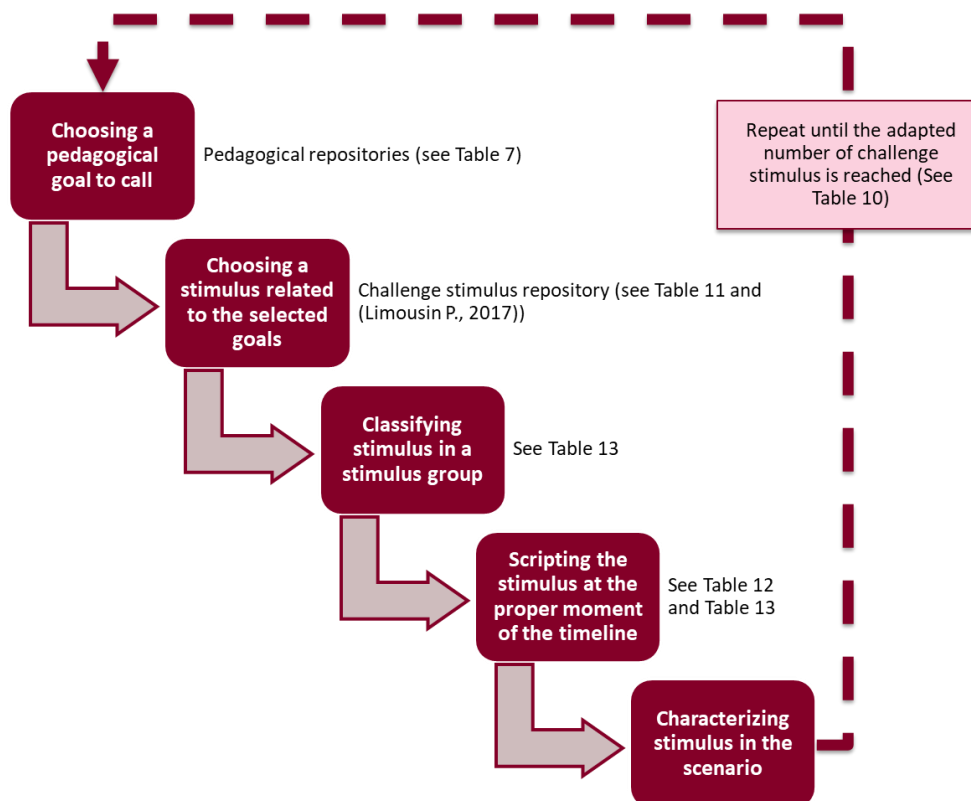 Choosing a
pedagogical
goal to call
Pedagogical repositories (see Table 7)
Repeat until the adapted
number of challenge
stimulus is reached (See
Table 10)
Choosing a
stimulus related
to the selected
goals
Challenge stimulus repository (see Table 11 and
(Limousin P., 2017))
Classifying
stimulus in a
stimulus group
See Table 13
Scripting the
stimulus at the
proper moment
of the timeline
See Table 12
and Table 13
Characterizing
stimulus in the
scenario